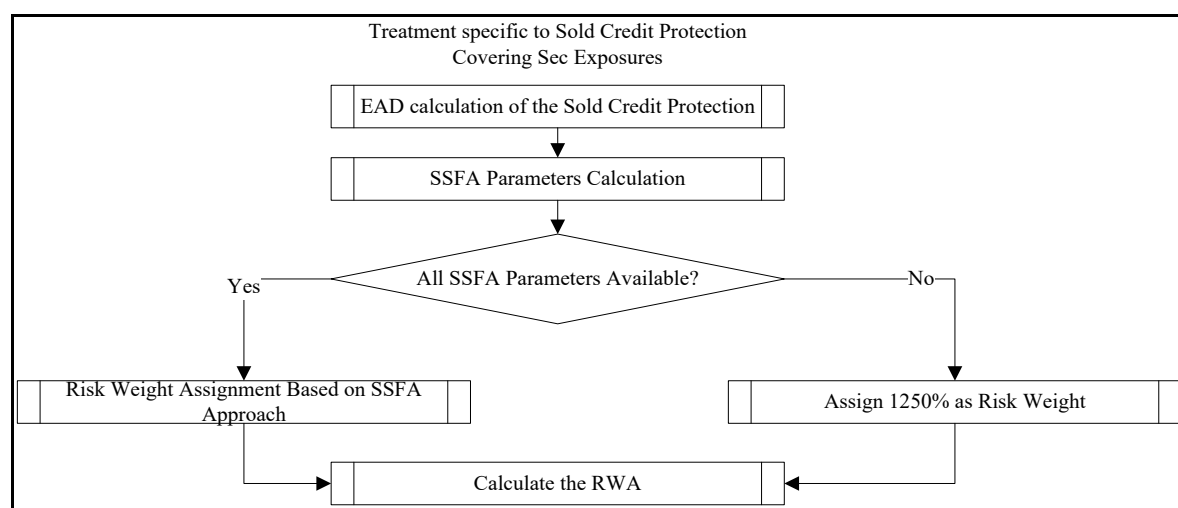 Treatment specific to Sold Credit Protection
Covering Sec Exposures
EAD calculation of the Sold Credit Protection
SSFA Parameters Calculation
All SSFA Parameters Available?
Yes
No
Risk Weight Assignment Based on SSFA
Approach
Assign 1250% as Risk Weight
Calculate the RWA